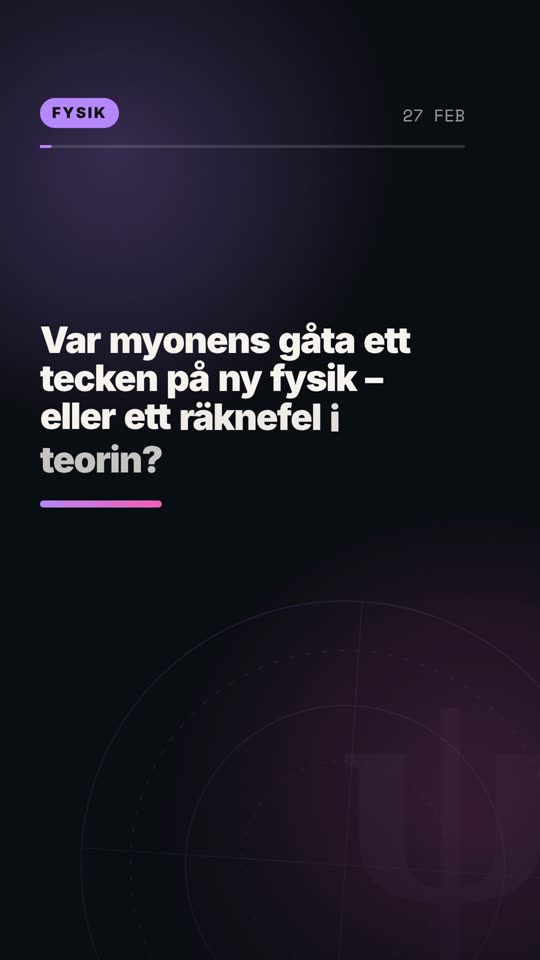 FYSIK
27 FEB
Var myonens gåta ett
tecken på ny fysik –
eller ett räknefel i
teorin?
ψ